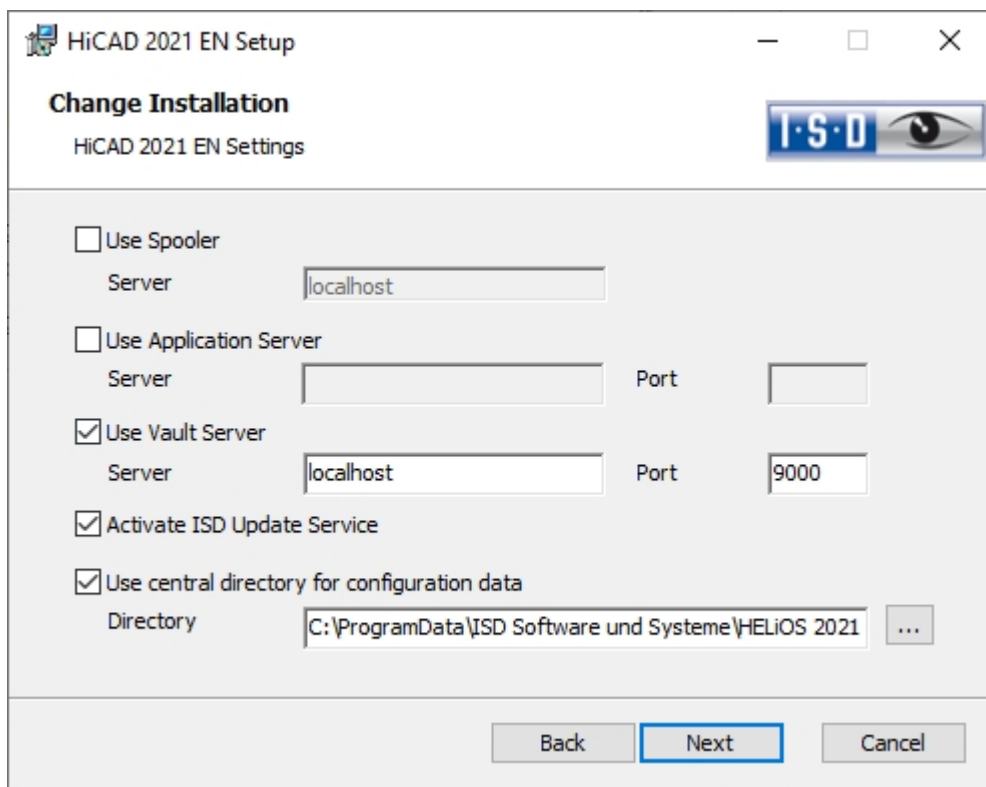 HiCAD 2021 EN Setup
Change Installation
HiCAD 2021 EN Settings
I·S·D
Use Spooler
Server localhost
Use Application Server
Server Port
Use Vault Server
Server localhost Port 9000
Activate ISD Update Service
Use central directory for configuration data
Directory C:\ProgramData\ISD Software und Systeme\HELiOS 2021 ...
Back Next Cancel